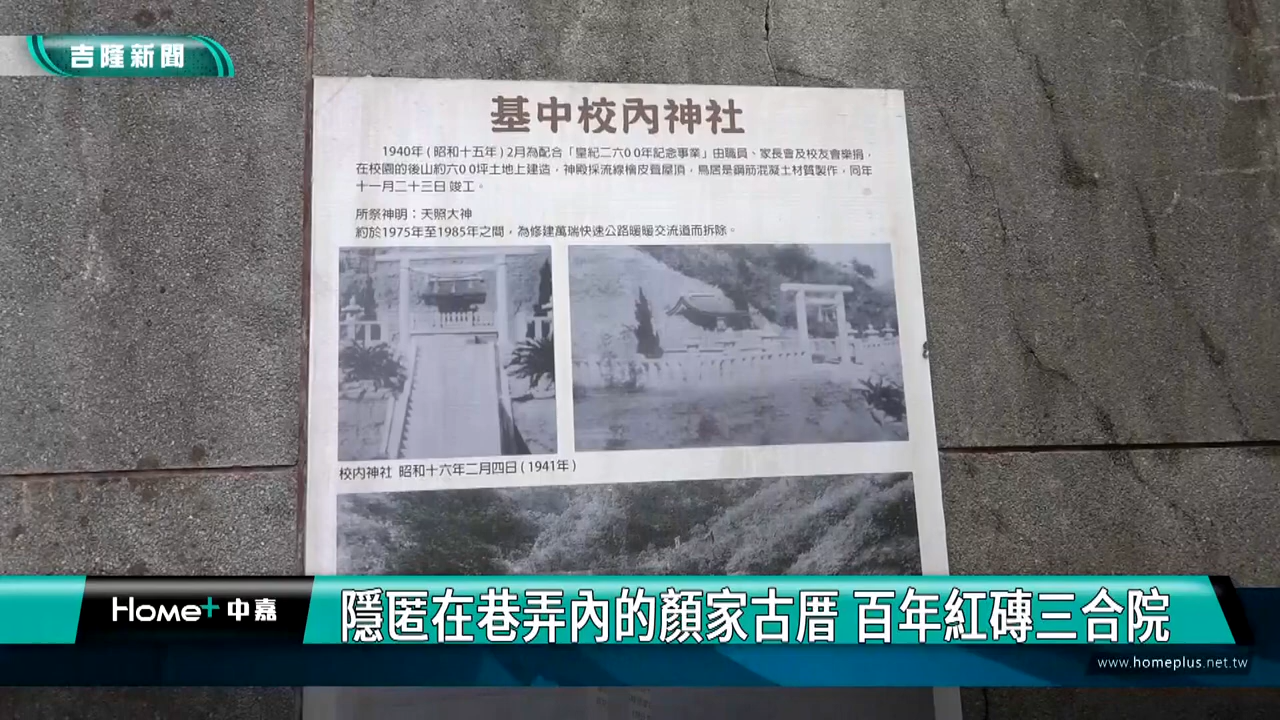 吉隆新聞
基中校內神社
1940年(昭和十五年)2月為配合「皇紀二六00年記念事業」由職員、家長會及校友會樂捐，
在校園的後山約六00坪土地上建造，神殿採流線檜皮葺屋頂，鳥居是鋼筋混凝土材質製作，同年
十一月二十三日 竣工。
所祭神明：天照大神
約於1975年至1985年之間，為修建萬瑞快速公路暖暖交流道而拆除。
校內神社 昭和十六年二月四日(1941年)
Home+ 中嘉
隱匿在巷弄內的顏家古厝 百年紅磚三合院
www.homeplus.net.tw